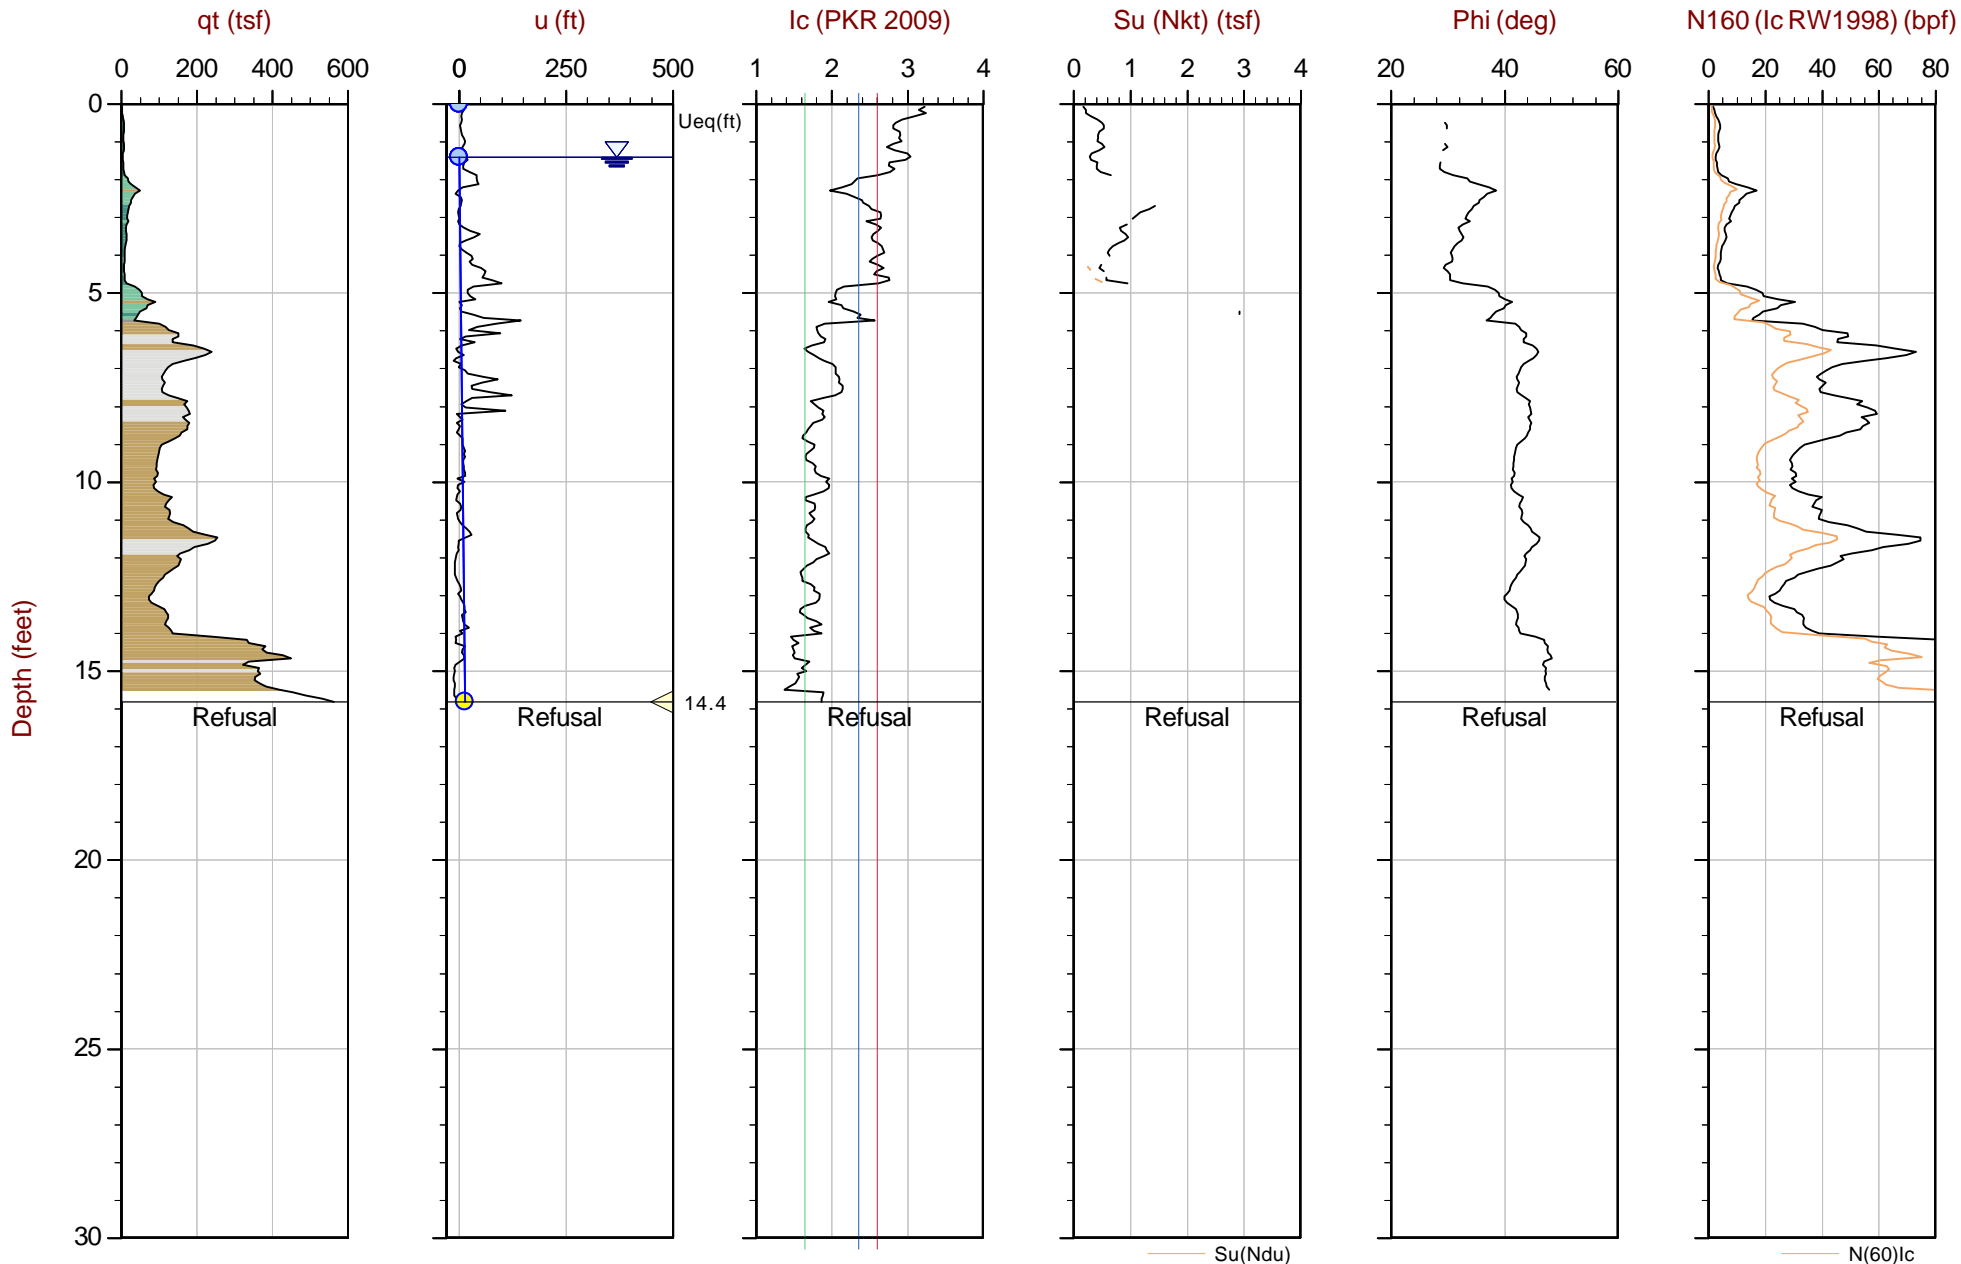 qt (tsf) u (ft) Ic (PKR 2009) Su (Nkt) (tsf) Phi (deg) N160 (Ic RW1998) (bpf)
0 200 400 600 0 250 500 1 2 3 4 0 1 2 3 4 20 40 60 0 20 40 60 80
0
Ueq(ft)
5
10
15
Refusal Refusal 14.4 Refusal Refusal Refusal Refusal
20
25
30
Depth (feet)
Su(Ndu) N(60)Ic